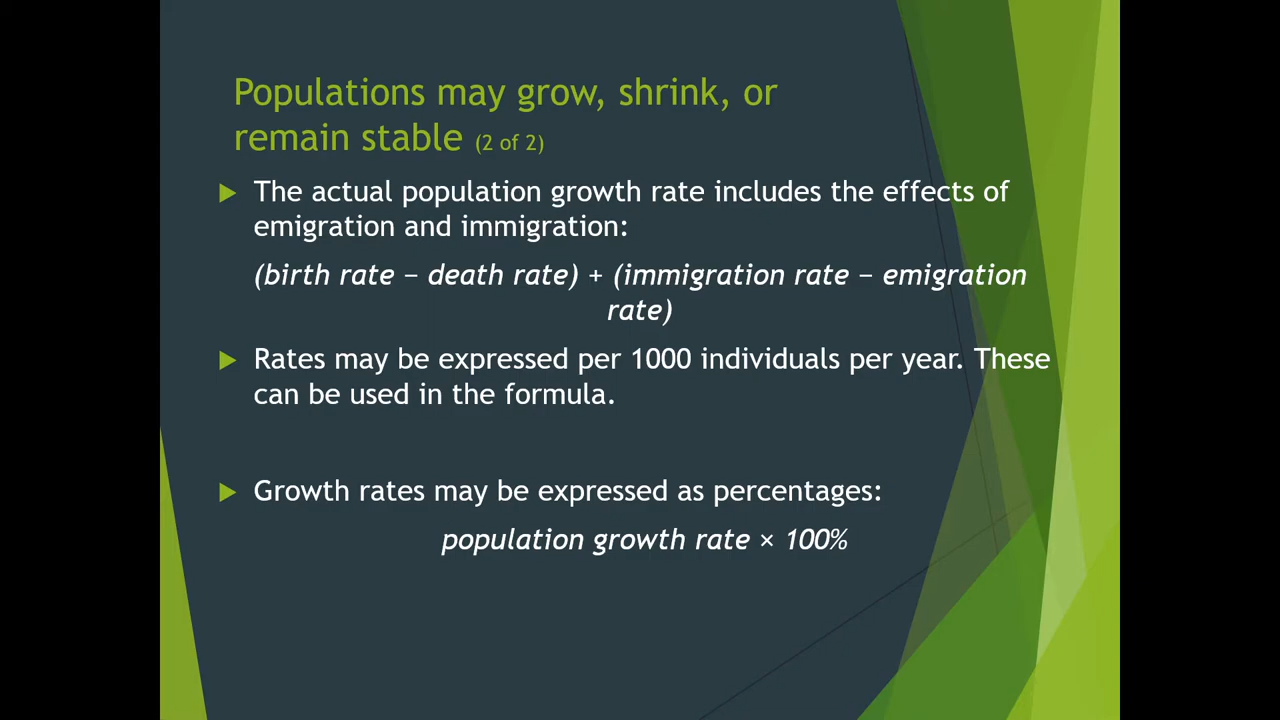 Populations may grow, shrink, or
remain stable (2 of 2)
The actual population growth rate includes the effects of
emigration and immigration:
(birth rate − death rate) + (immigration rate − emigration
rate)
Rates may be expressed per 1000 individuals per year. These
can be used in the formula.
Growth rates may be expressed as percentages:
population growth rate × 100%